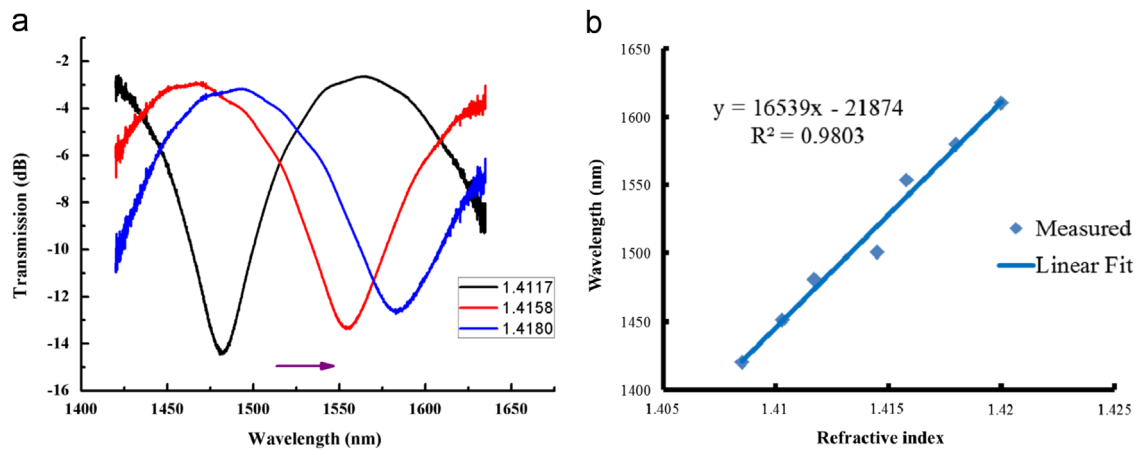 a
-2
-4
-6
-8
-10
-12
-14
-16
1400
1450
1500
1550
1600
1650
Transmission (dB)
Wavelength (nm)
1.4117
1.4158
1.4180
b
1650
1600
1550
1500
1450
1400
1.405
1.41
1.415
1.42
1.425
Wavelength (nm)
Refractive index
y = 16539x - 21874
R² = 0.9803
Measured
Linear Fit